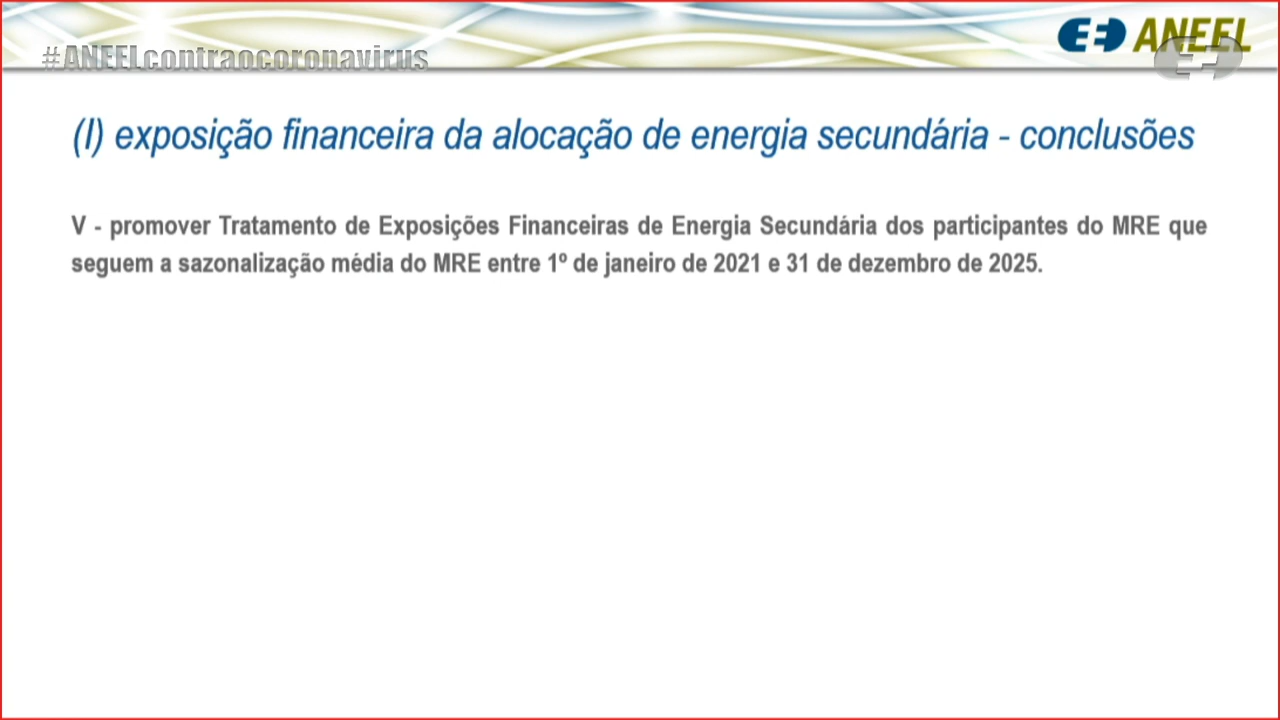 #ANEELcontraocoronavirus
ANEEL
(I) exposição financeira da alocação de energia secundária - conclusões
V - promover Tratamento de Exposições Financeiras de Energia Secundária dos participantes do MRE que
seguem a sazonalização média do MRE entre 1º de janeiro de 2021 e 31 de dezembro de 2025.